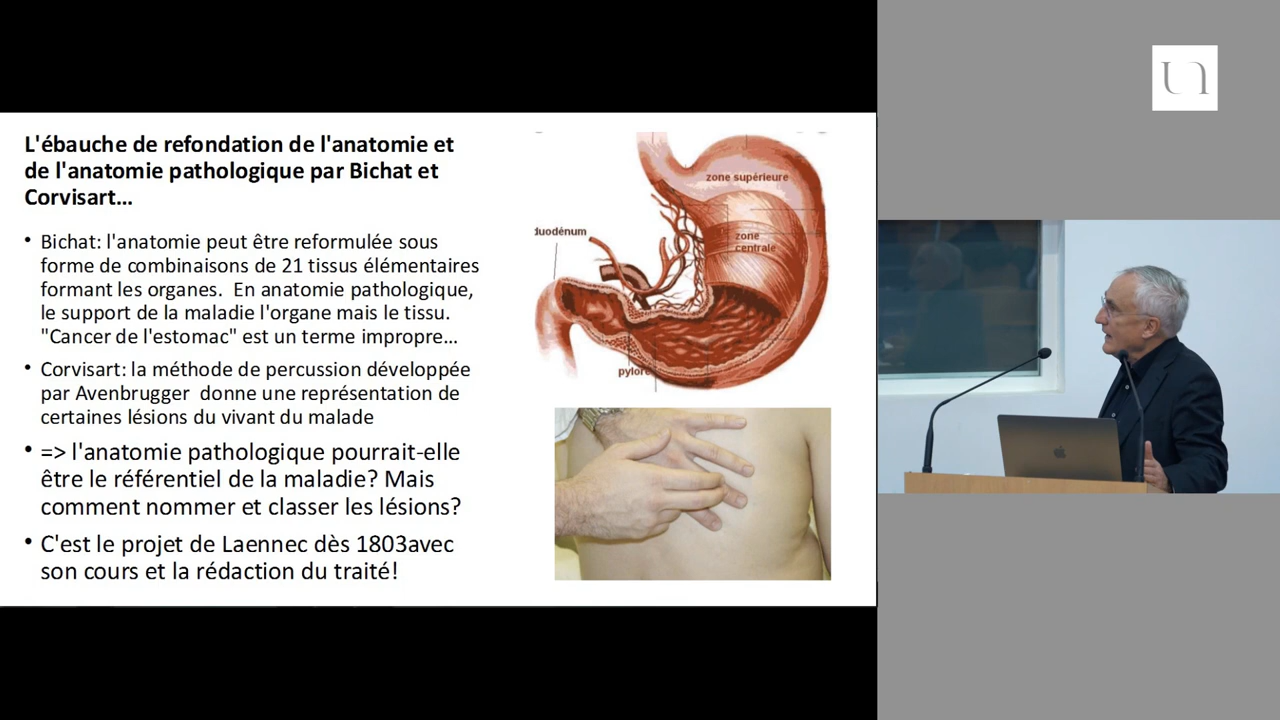 L'ébauche de refondation de l'anatomie et
de l'anatomie pathologique par Bichat et
Corvisart...
• Bichat: l'anatomie peut être reformulée sous
forme de combinaisons de 21 tissus élémentaires
formant les organes.  En anatomie pathologique,
le support de la maladie l'organe mais le tissu.
"Cancer de l'estomac" est un terme impropre...
• Corvisart: la méthode de percussion développée
par Avenbrugger  donne une représentation de
certaines lésions du vivant du malade
• => l'anatomie pathologique pourrait-elle
être le référentiel de la maladie? Mais
comment nommer et classer les lésions?
• C'est le projet de Laennec dès 1803avec
son cours et la rédaction du traité!
zone supérieure
duodénum
zone
centrale
pylore